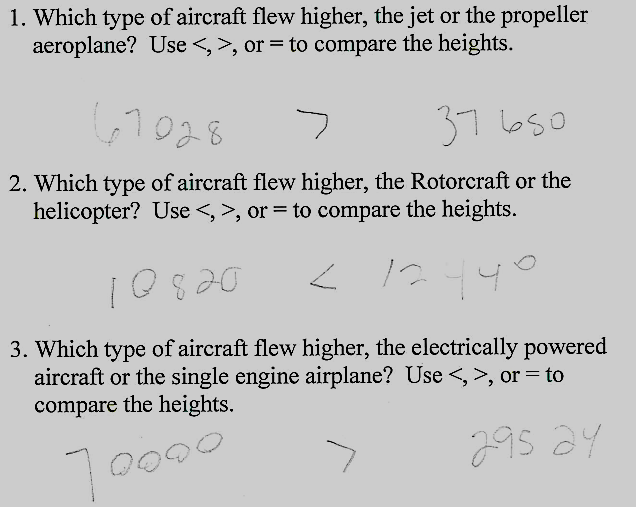 1. Which type of aircraft flew higher, the jet or the propeller
aeroplane? Use <, >, or = to compare the heights.
67028 > 37650
2. Which type of aircraft flew higher, the Rotorcraft or the
helicopter? Use <, >, or = to compare the heights.
10820 < 12440
3. Which type of aircraft flew higher, the electrically powered
aircraft or the single engine airplane? Use <, >, or = to
compare the heights.
70000 > 29524